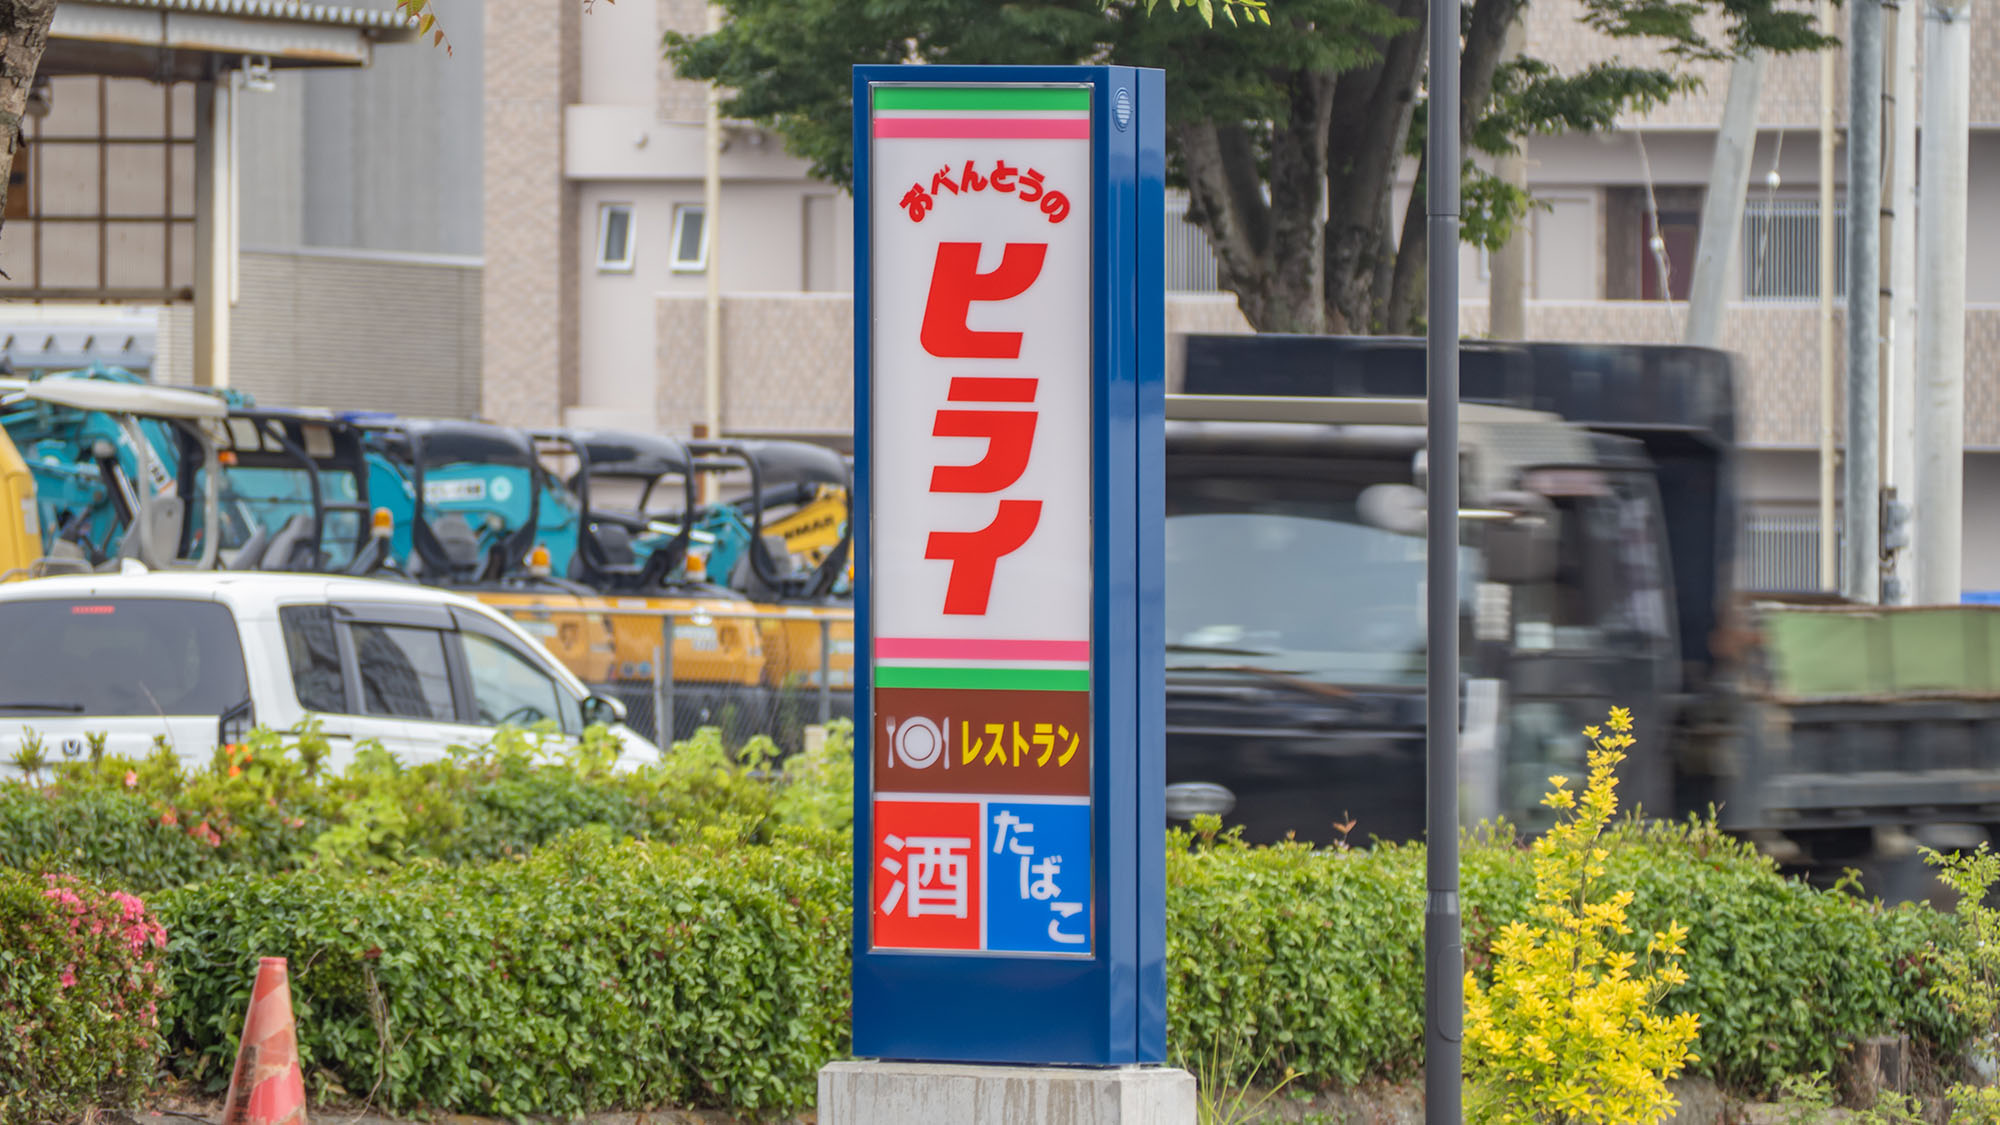 おべんとうの
ヒライ
レストラン
酒
たばこ